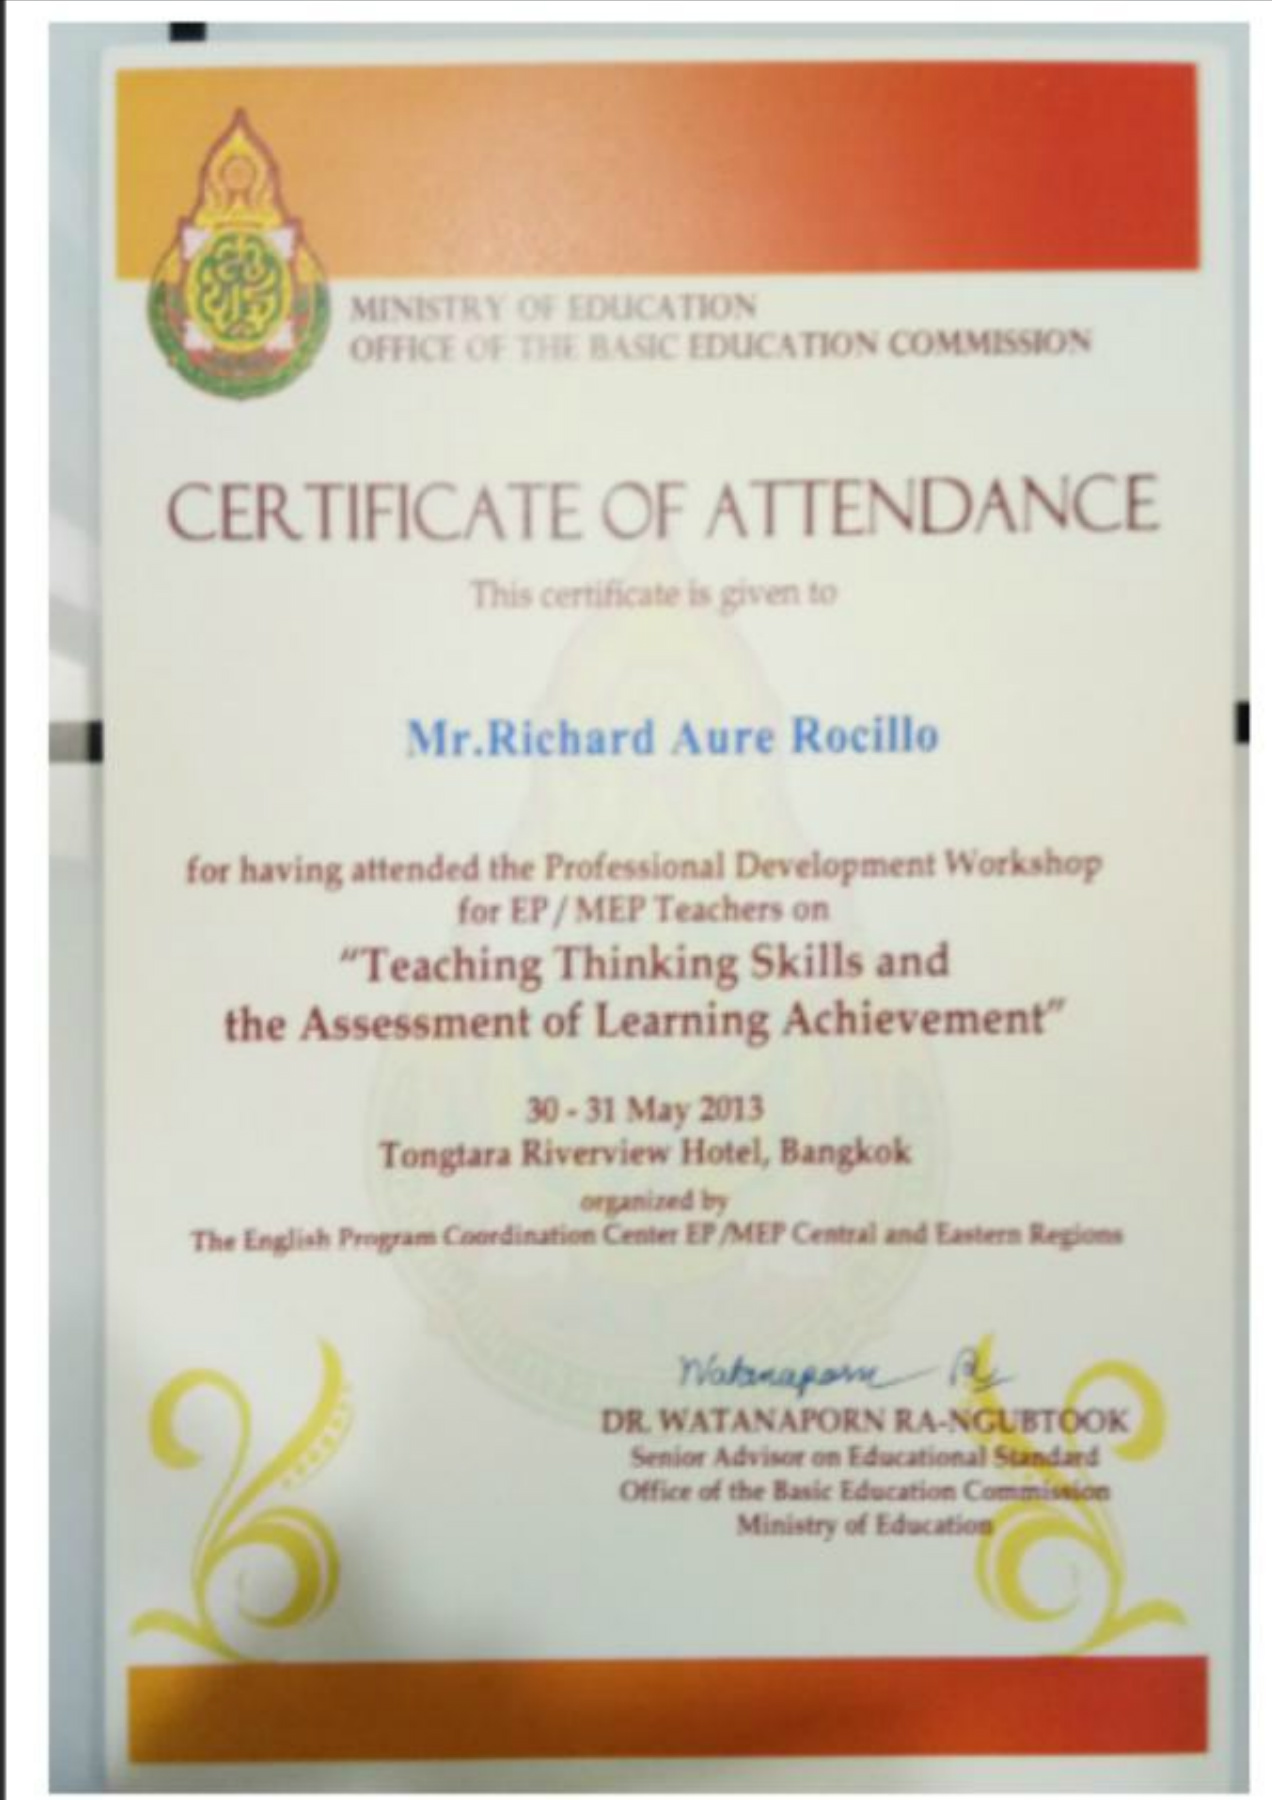 MINISTRY OF EDUCATION
OFFICE OF THE BASIC EDUCATION COMMISSION
CERTIFICATE OF ATTENDANCE
This certificate is given to
Mr.Richard Aure Rocillo
for having attended the Professional Development Workshop
for EP / MEP Teachers on
"Teaching Thinking Skills and
the Assessment of Learning Achievement"
30 - 31 May 2013
Tongtara Riverview Hotel, Bangkok
organized by
The English Program Coordination Center EP/MEP Central and Eastern Regions
Watanaporn
DR. WATANAPORN RA-NGUBTOOK
Senior Advisor on Educational Standard
Office of the Basic Education Commission
Ministry of Education